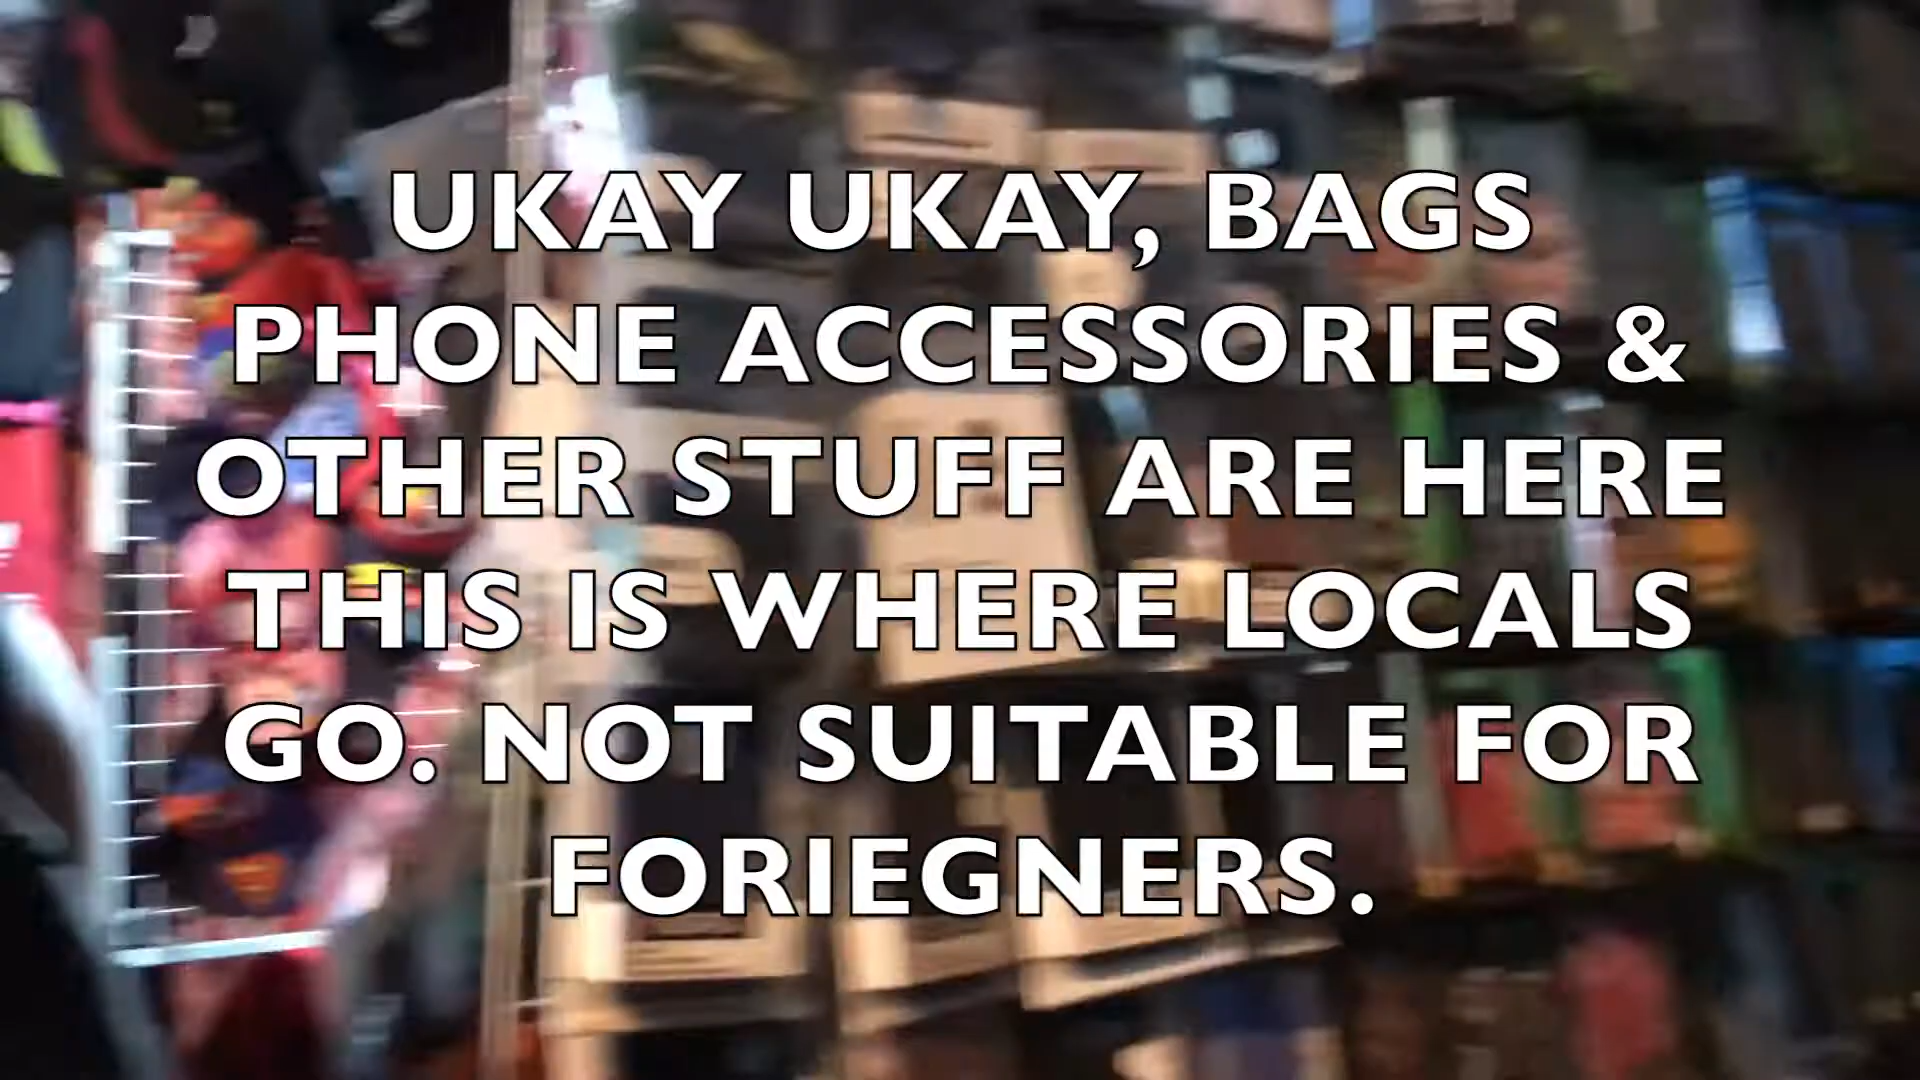 UKAY UKAY, BAGS
PHONE ACCESSORIES &
OTHER STUFF ARE HERE
THIS IS WHERE LOCALS
GO. NOT SUITABLE FOR
FORIEGNERS.